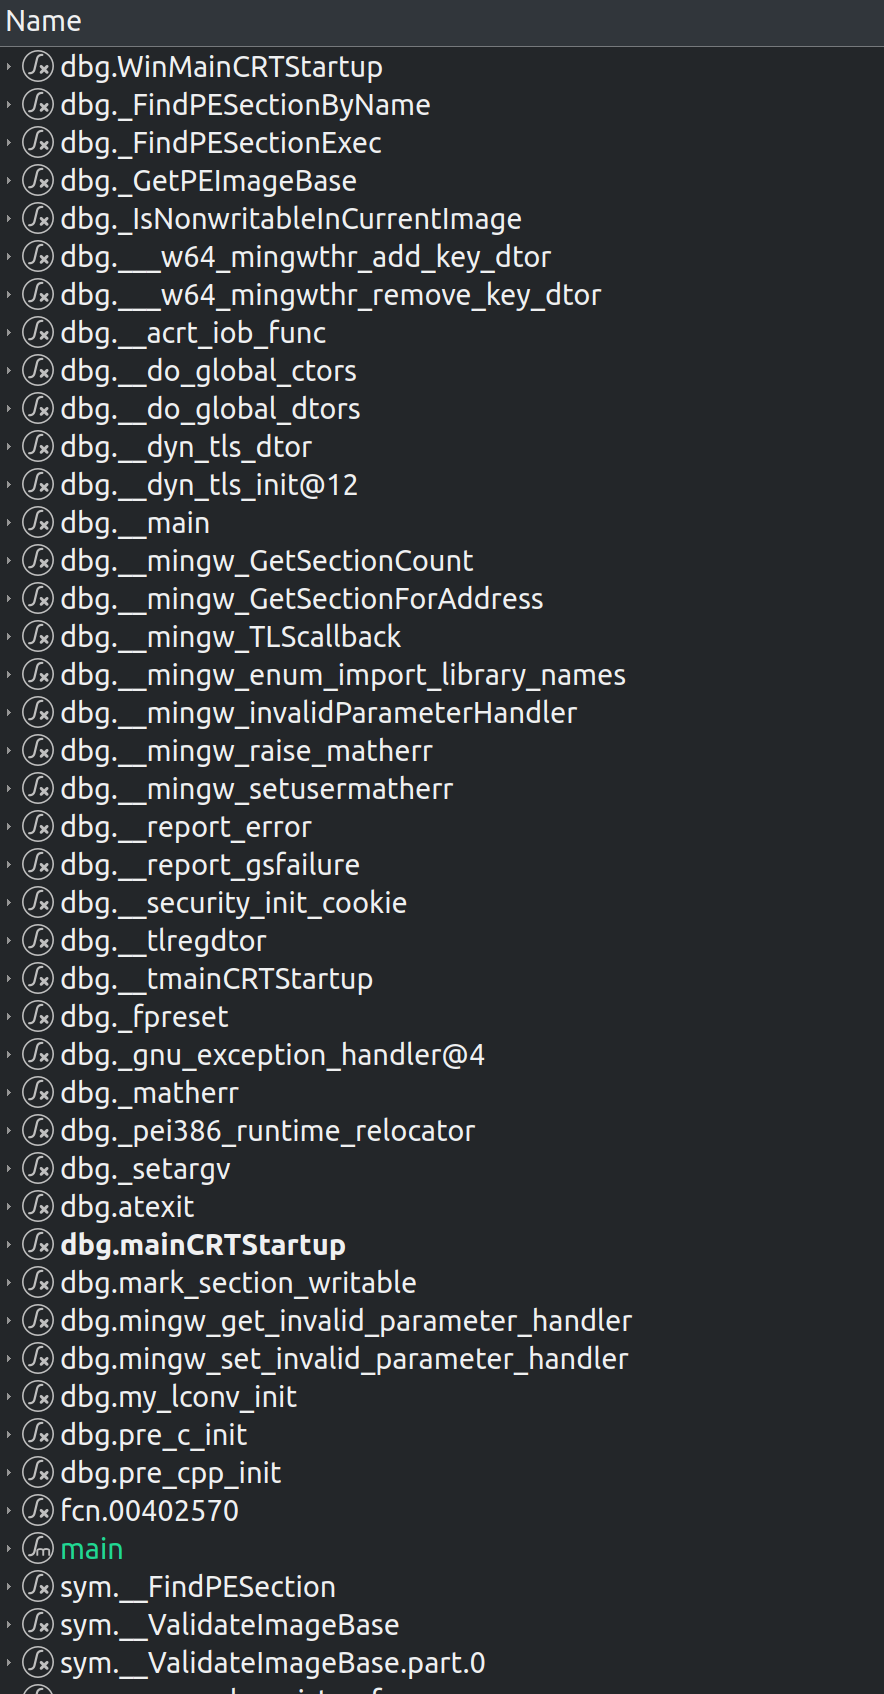 Name
dbg.WinMainCRTStartup
dbg._FindPESectionByName
dbg._FindPESectionExec
dbg._GetPEImageBase
dbg._IsNonwritableInCurrentImage
dbg.___w64_mingwthr_add_key_dtor
dbg.___w64_mingwthr_remove_key_dtor
dbg.__acrt_iob_func
dbg.__do_global_ctors
dbg.__do_global_dtors
dbg.__dyn_tls_dtor
dbg.__dyn_tls_init@12
dbg.__main
dbg.__mingw_GetSectionCount
dbg.__mingw_GetSectionForAddress
dbg.__mingw_TLScallback
dbg.__mingw_enum_import_library_names
dbg.__mingw_invalidParameterHandler
dbg.__mingw_raise_matherr
dbg.__mingw_setusermatherr
dbg.__report_error
dbg.__report_gsfailure
dbg.__security_init_cookie
dbg.__tlregdtor
dbg.__tmainCRTStartup
dbg._fpreset
dbg._gnu_exception_handler@4
dbg._matherr
dbg._pei386_runtime_relocator
dbg._setargv
dbg.atexit
dbg.mainCRTStartup
dbg.mark_section_writable
dbg.mingw_get_invalid_parameter_handler
dbg.mingw_set_invalid_parameter_handler
dbg.my_lconv_init
dbg.pre_c_init
dbg.pre_cpp_init
fcn.00402570
main
sym.__FindPESection
sym.__ValidateImageBase
sym.__ValidateImageBase.part.0